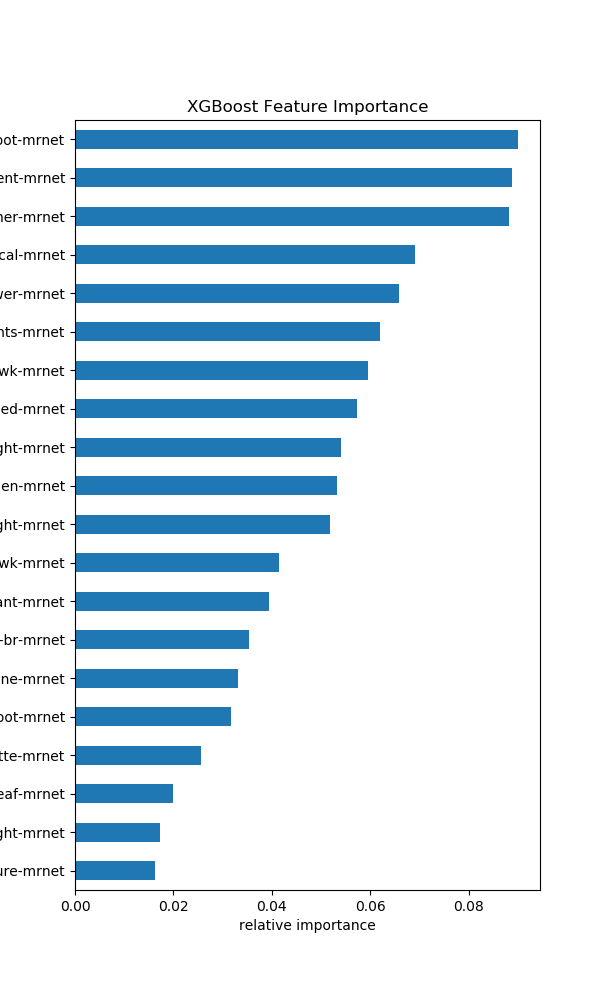 XGBoost Feature Importance
oot-mrnet
ent-mrnet
ner-mrnet
cal-mrnet
wer-mrnet
nts-mrnet
wk-mrnet
ed-mrnet
ght-mrnet
en-mrnet
ght-mrnet
wk-mrnet
ant-mrnet
-br-mrnet
ne-mrnet
oot-mrnet
tte-mrnet
eaf-mrnet
ght-mrnet
ure-mrnet
0.00 0.02 0.04 0.06 0.08
relative importance